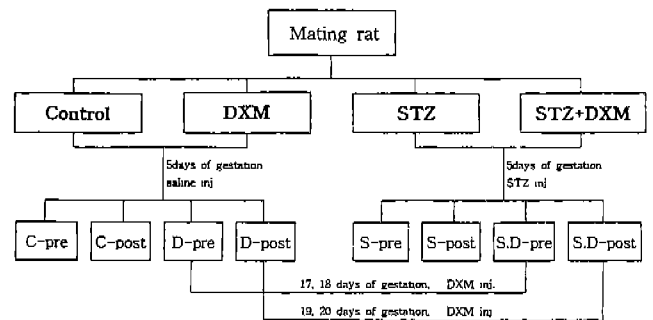 Mating rat
Control DXM STZ STZ+DXM
5days of gestation 5days of gestation
saline inj STZ inj
C-pre C-post D-pre D-post S-pre S-post S.D-pre S.D-post
17, 18 days of gestation, DXM inj.
19, 20 days of gestation, DXM inj